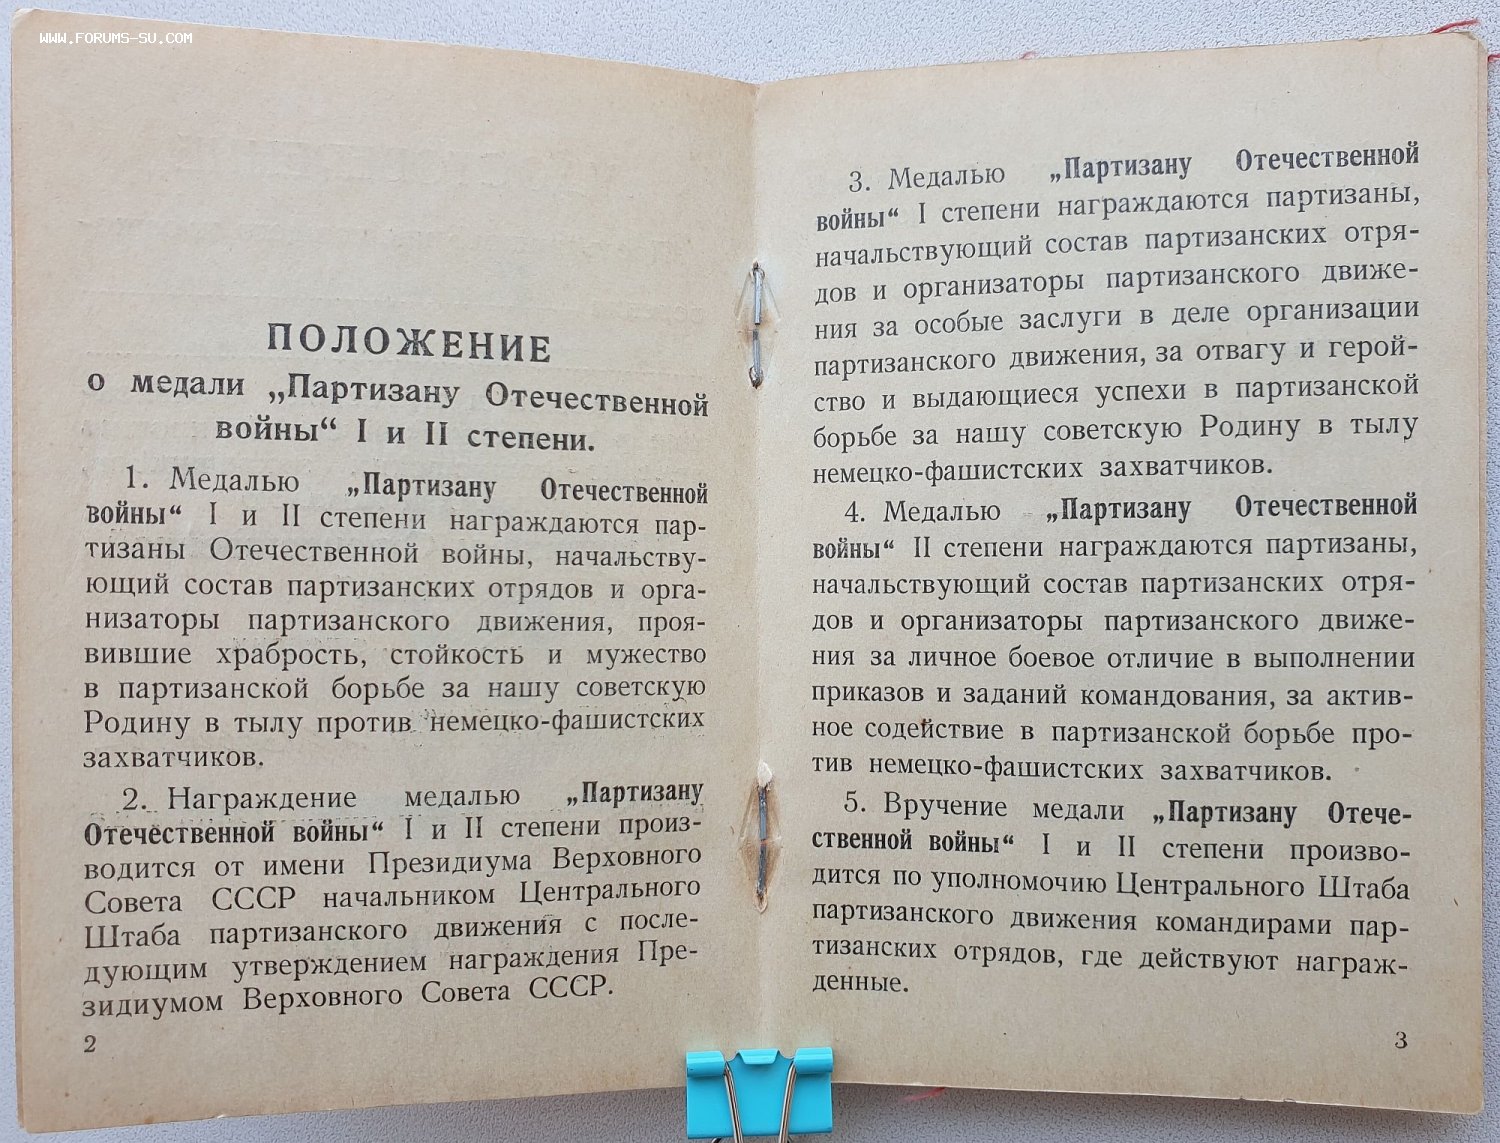 WWW.FORUMS-SU.COM
ПОЛОЖЕНИЕ
о медали „Партизану Отечественной
войны“ I и II степени.
1. Медалью „Партизану Отечественной
войны“ I и II степени награждаются пар-
тизаны Отечественной войны, начальству-
ющий состав партизанских отрядов и орга-
низаторы партизанского движения, проя-
вившие храбрость, стойкость и мужество
в партизанской борьбе за нашу советскую
Родину в тылу против немецко-фашистских
захватчиков.
2. Награждение медалью „Партизану
Отечественной войны“ I и II степени произ-
водится от имени Президиума Верховного
Совета СССР начальником Центрального
Штаба партизанского движения с после-
дующим утверждением награждения Пре-
зидиумом Верховного Совета СССР.
2
3. Медалью „Партизану Отечественной
войны“ I степени награждаются партизаны,
начальствующий состав партизанских отря-
дов и организаторы партизанского движе-
ния за особые заслуги в деле организации
партизанского движения, за отвагу и герой-
ство и выдающиеся успехи в партизанской
борьбе за нашу советскую Родину в тылу
немецко-фашистских захватчиков.
4. Медалью „Партизану Отечественной
войны“ II степени награждаются партизаны,
начальствующий состав партизанских отря-
дов и организаторы партизанского движе-
ния за личное боевое отличие в выполнении
приказов и заданий командования, за актив-
ное содействие в партизанской борьбе про-
тив немецко-фашистских захватчиков.
5. Вручение медали „Партизану Отече-
ственной войны“ I и II степени произво-
дится по уполномочию Центрального Штаба
партизанского движения командирами пар-
тизанских отрядов, где действуют награж-
денные.
3